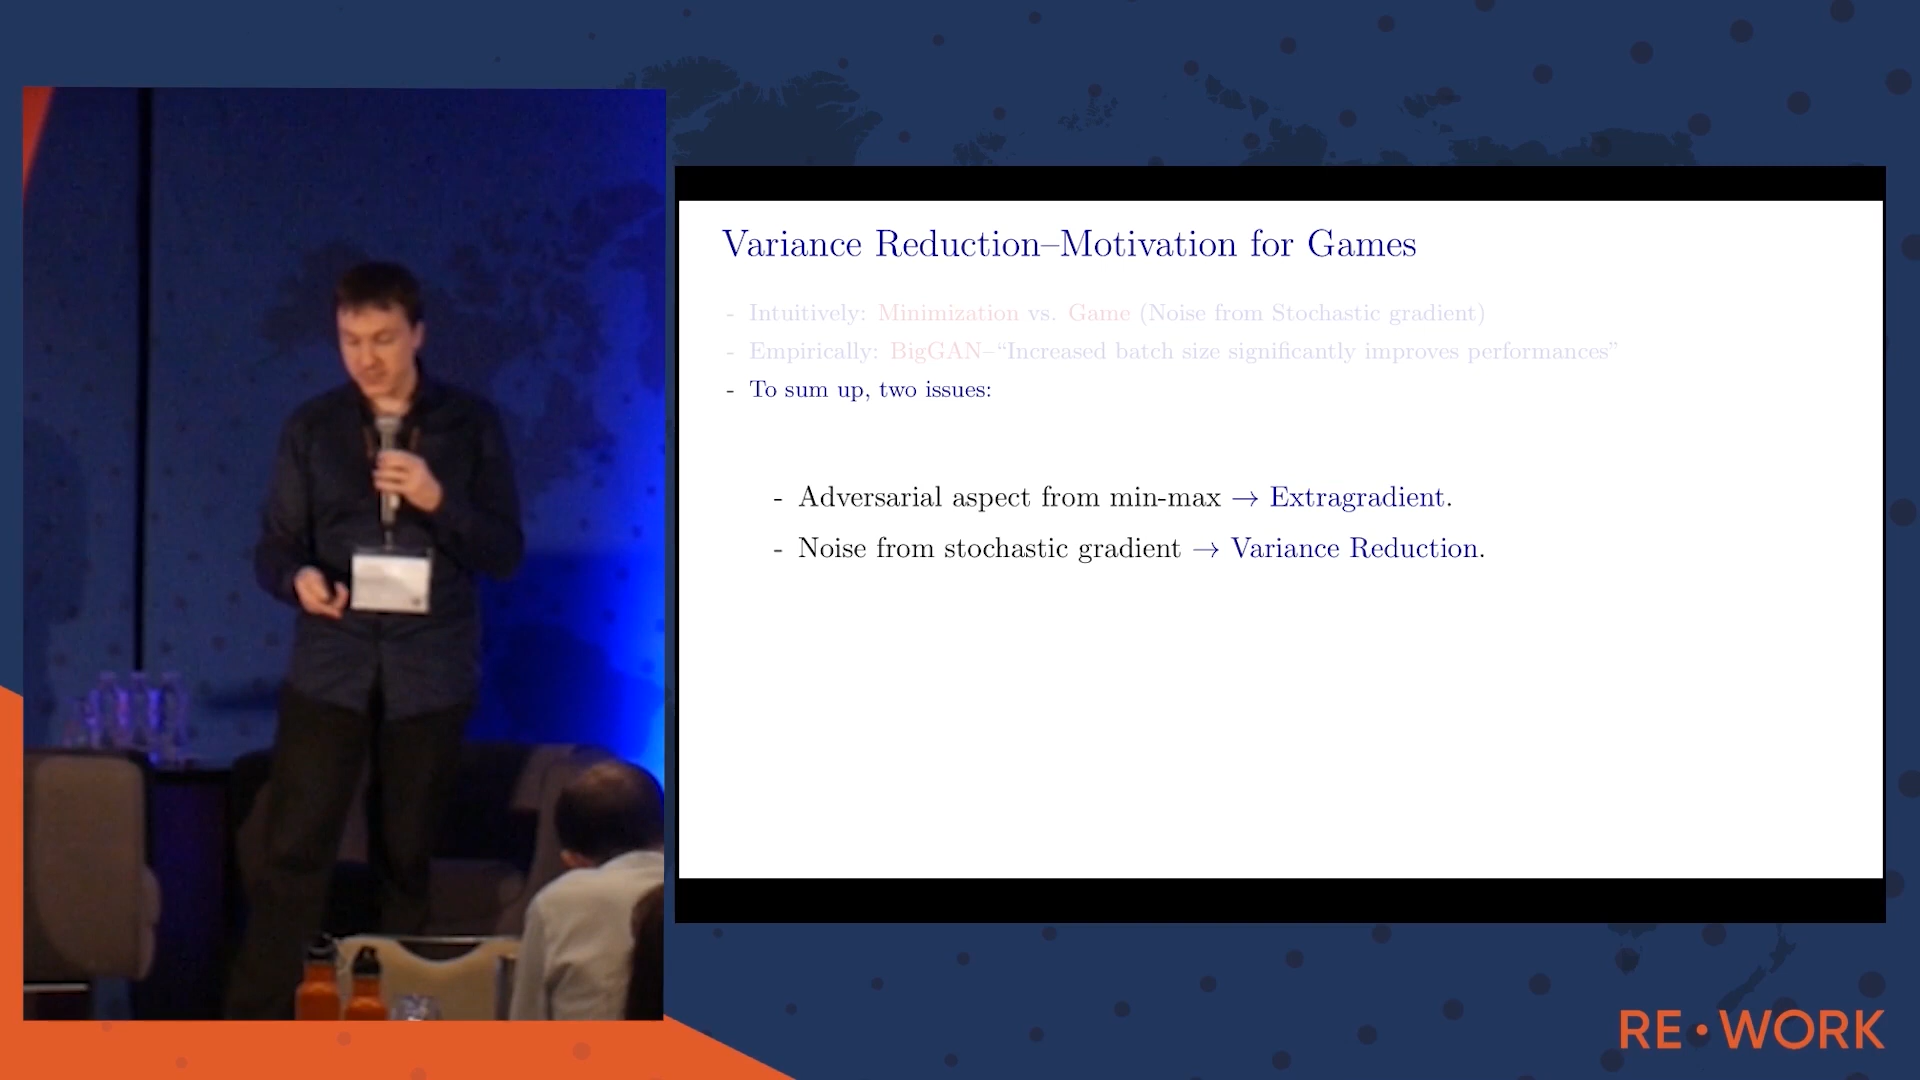 Variance Reduction–Motivation for Games
- Intuitively: Minimization vs. Game (Noise from Stochastic gradient)
- Empirically: BigGAN–“Increased batch size significantly improves performances”
- To sum up, two issues:
- Adversarial aspect from min-max → Extragradient.
- Noise from stochastic gradient → Variance Reduction.
RE•WORK